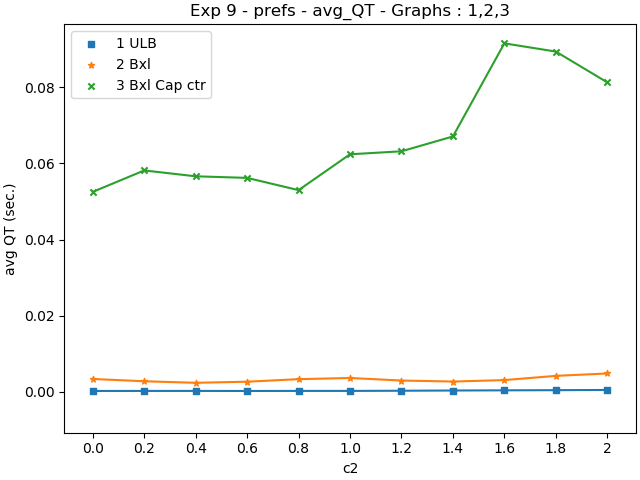 Exp 9 - prefs - avg_QT - Graphs : 1,2,3
1 ULB
2 Bxl
3 Bxl Cap ctr
avg QT (sec.)
0.08
0.06
0.04
0.02
0.00
0.0 0.2 0.4 0.6 0.8 1.0 1.2 1.4 1.6 1.8 2
c2